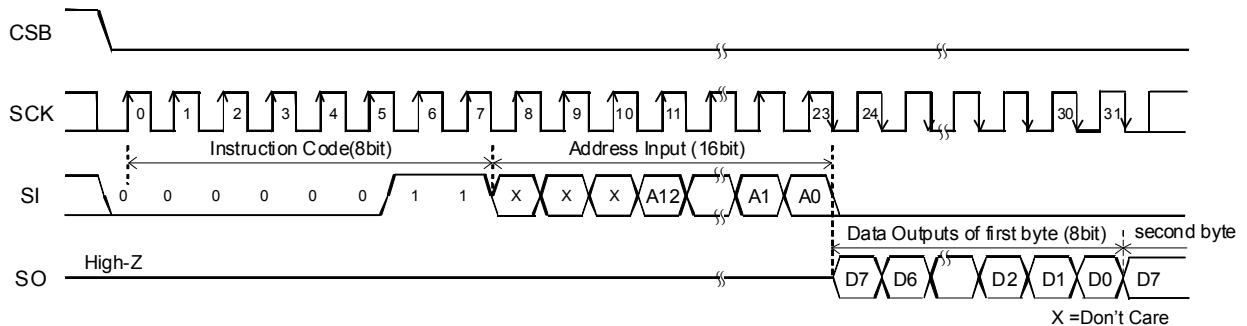 CSB
SCK 0 1 2 3 4 5 6 7 8 9 10 11 23 24 30 31
Instruction Code(8bit) Address Input (16bit)
SI 0 0 0 0 0 0 1 1 X X X A12 A1 A0
Data Outputs of first byte (8bit) second byte
High-Z
SO D7 D6 D2 D1 D0 D7
X =Don't Care